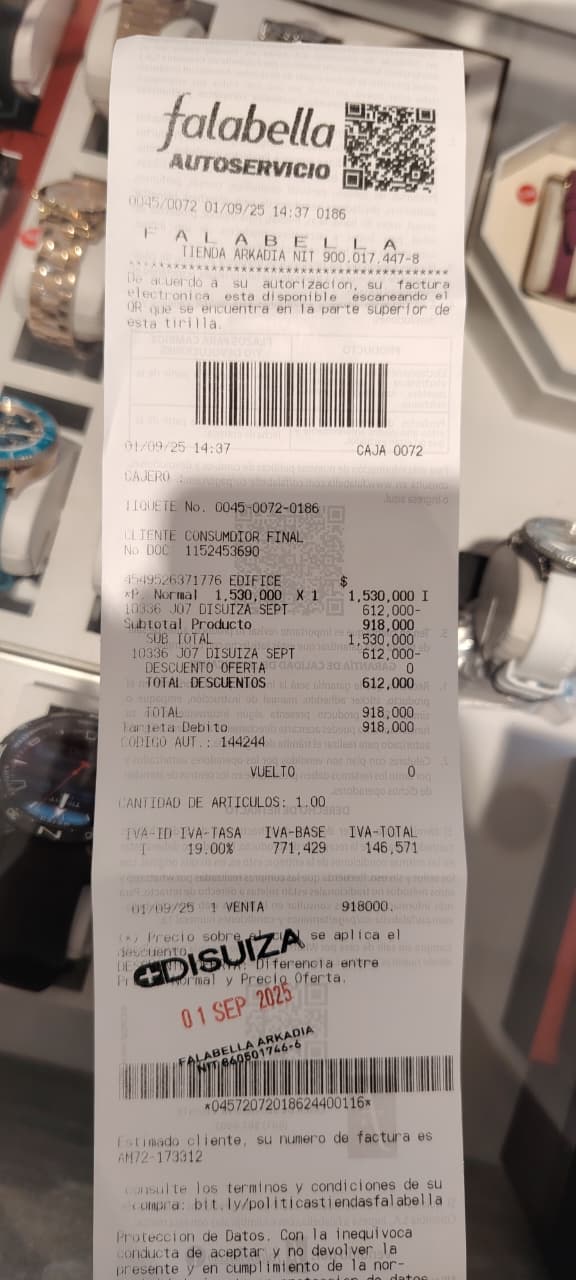 falabella
AUTOSERVICIO
0045/0072 01/09/25 14:37 0186
F A L A B E L L A
TIENDA ARKADIA NIT 900.017.447-8
****************************************
De acuerdo a su autorizacion, su factura
electronica esta disponible escaneando el
QR que se encuentra en la parte superior de
esta tirilla.
01/09/25 14:37 CAJA 0072
CAJERO :
TIQUETE No. 0045-0072-0186
CLIENTE CONSUMDIOR FINAL
No DOC 1152453690
4549526371776 EDIFICE $
*P. Normal 1,530,000 X 1 1,530,000 I
10336 J07 DISUIZA SEPT 612,000-
Subtotal Producto 918,000
SUB TOTAL 1,530,000
10336 J07 DISUIZA SEPT 612,000-
DESCUENTO OFERTA 0
TOTAL DESCUENTOS 612,000
TOTAL 918,000
Tarjeta Debito 918,000
CODIGO AUT.: 144244
VUELTO 0
CANTIDAD DE ARTICULOS: 1.00
IVA-ID IVA-TASA IVA-BASE IVA-TOTAL
I 19.00% 771,429 146,571
01/09/25 1 VENTA 918000.
(*) Precio sobre el se aplica el
descuento.
Diferencia entre
Normal y Precio Oferta.
DISUIZA
01 SEP 2025
FALABELLA ARKADIA
NIT 860501746-6
*04572072018624400116*
Estimado cliente, su numero de factura es
AM72-173312
consulte los terminos y condiciones de su
compra: bit.ly/politicastiendasfalabella
Proteccion de Datos. Con la inequivoca
conducta de aceptar y no devolver la
presente y en cumplimiento de la nor-